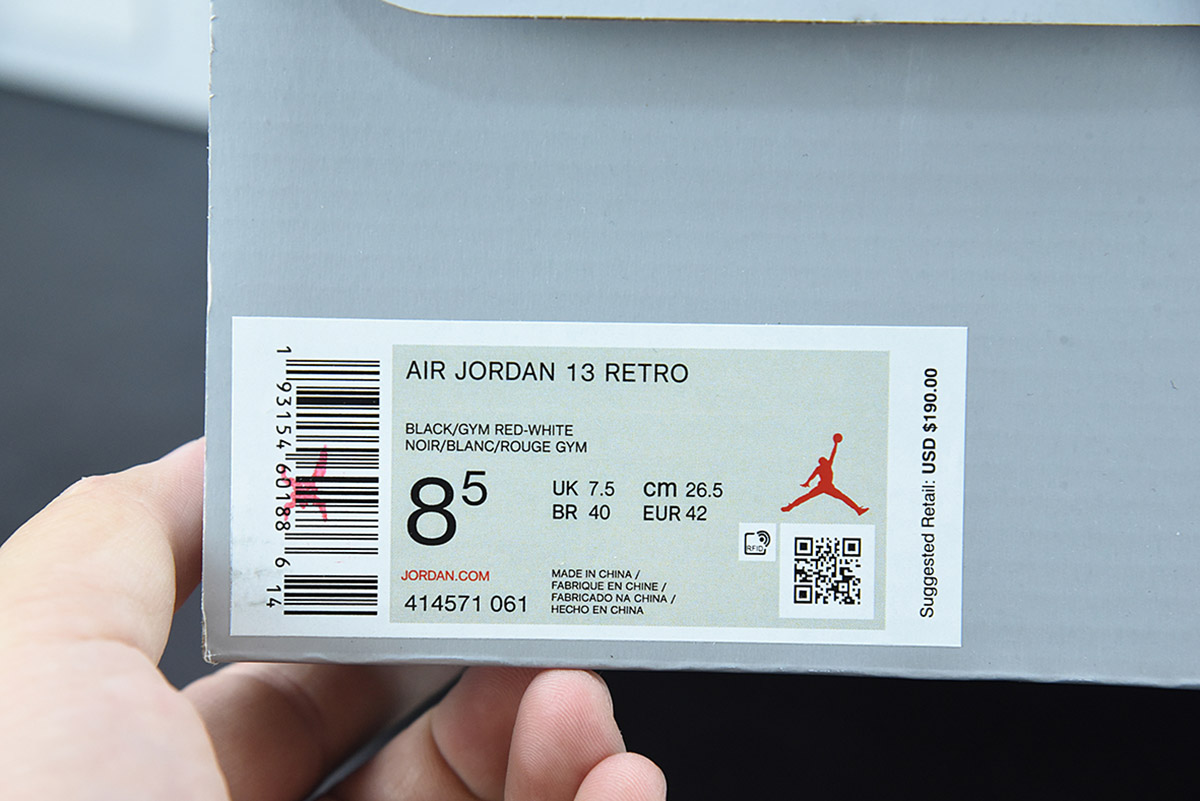 AIR JORDAN 13 RETRO
BLACK/GYM RED-WHITE
NOIR/BLANC/ROUGE GYM
8 5
UK 7.5 cm 26.5
BR 40 EUR 42
RFID
JORDAN.COM
414571 061
MADE IN CHINA /
FABRIQUE EN CHINE /
FABRICADO NA CHINA /
HECHO EN CHINA
1 93154 60188 6 14
Suggested Retail: USD $190.00